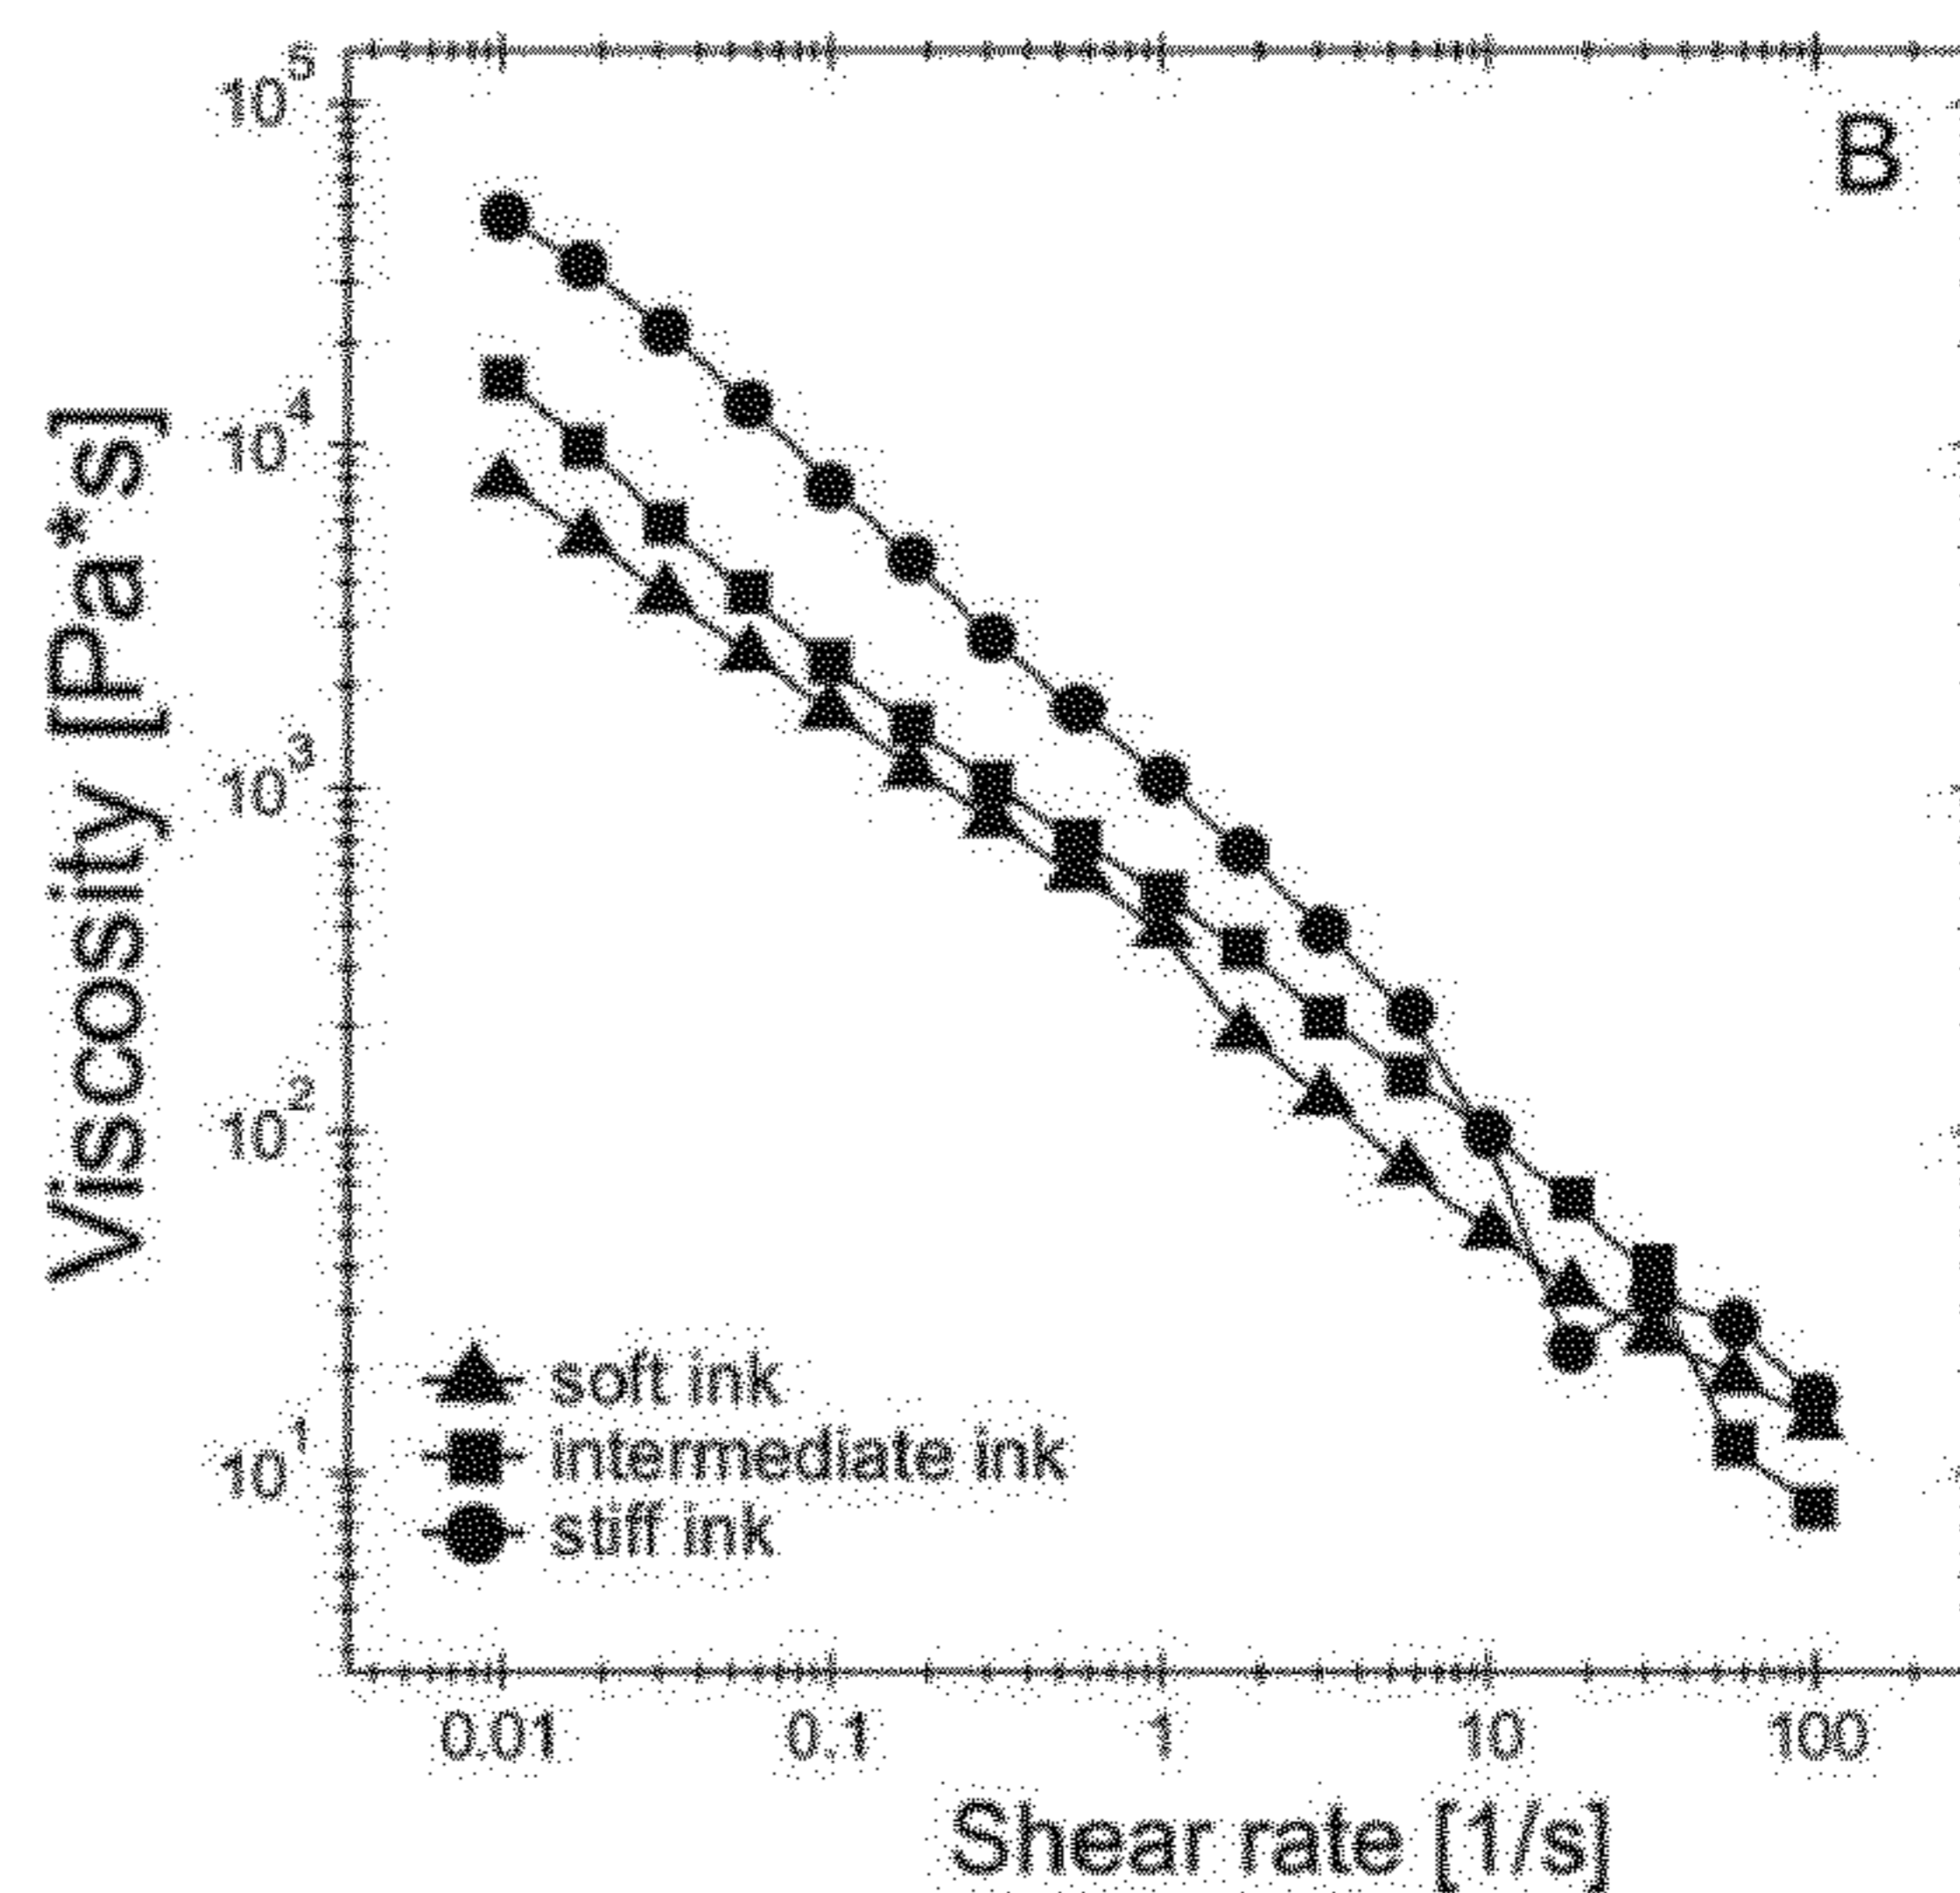 B
Viscosity [Pa*s]
10^5
10^4
10^3
10^2
10^1
soft ink
intermediate ink
stiff ink
0.01 0.1 1 10 100
Shear rate [1/s]